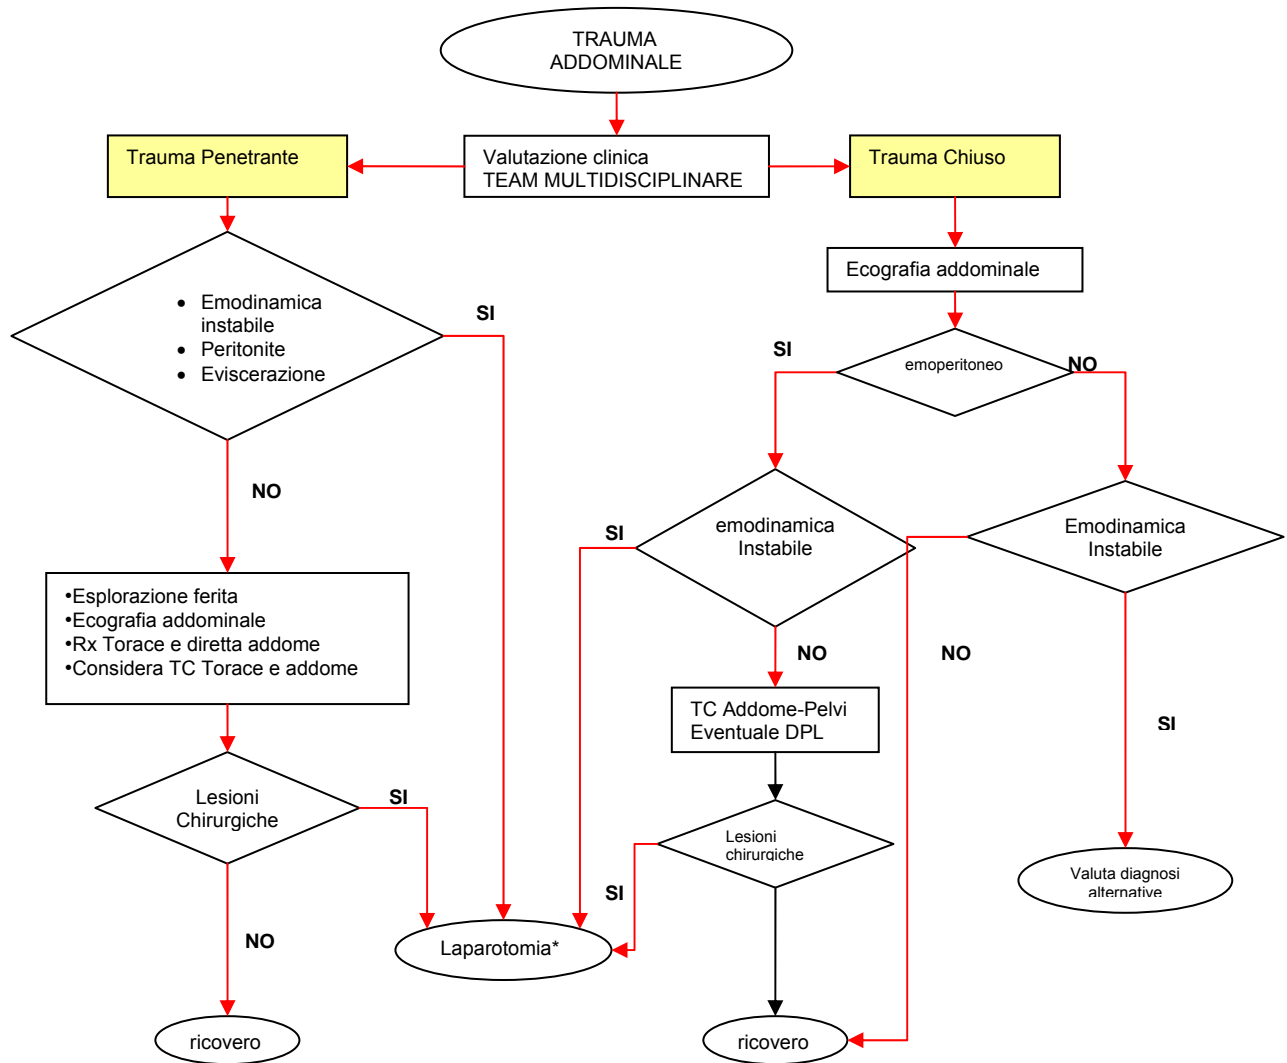 TRAUMA
ADDOMINALE
Trauma Penetrante
Valutazione clinica
TEAM MULTIDISCIPLINARE
Trauma Chiuso
Ecografia addominale
• Emodinamica
instabile
• Peritonite
• Eviscerazione
SI
SI
emoperitoneo
NO
NO
SI
emodinamica
Instabile
Emodinamica
Instabile
•Esplorazione ferita
•Ecografia addominale
•Rx Torace e diretta addome
•Considera TC Torace e addome
NO
NO
TC Addome-Pelvi
Eventuale DPL
SI
Lesioni
Chirurgiche
SI
Lesioni
chirurgiche
Valuta diagnosi
alternative
SI
NO
Laparotomia*
ricovero
ricovero